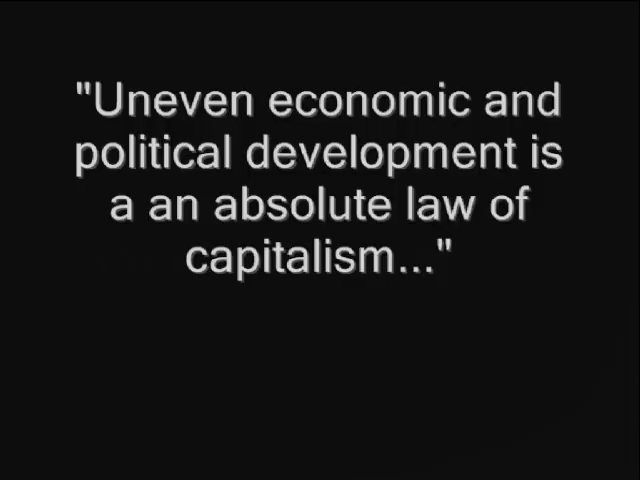 "Uneven economic and
political development is
a an absolute law of
capitalism..."